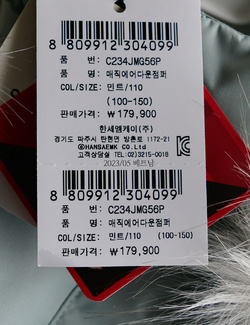 8 809912 304099
품 번: C234JMG56P
품 명: 매직에어다운점퍼
COL/SIZE: 민트/110
(100-150)
판매가격: ₩179,900
한세엠케이(주)
경기도 파주시 탄현면 방촌로 1172-21
ⓗHANSAEMK CO.Ltd
고객상담실 TEL.02)3215-0018
2023/05 베트남
8 809912 304099
품 번: C234JMG56P
품 명: 매직에어다운점퍼
COL/SIZE: 민트/110 (100-150)
판매가격: ₩179,900